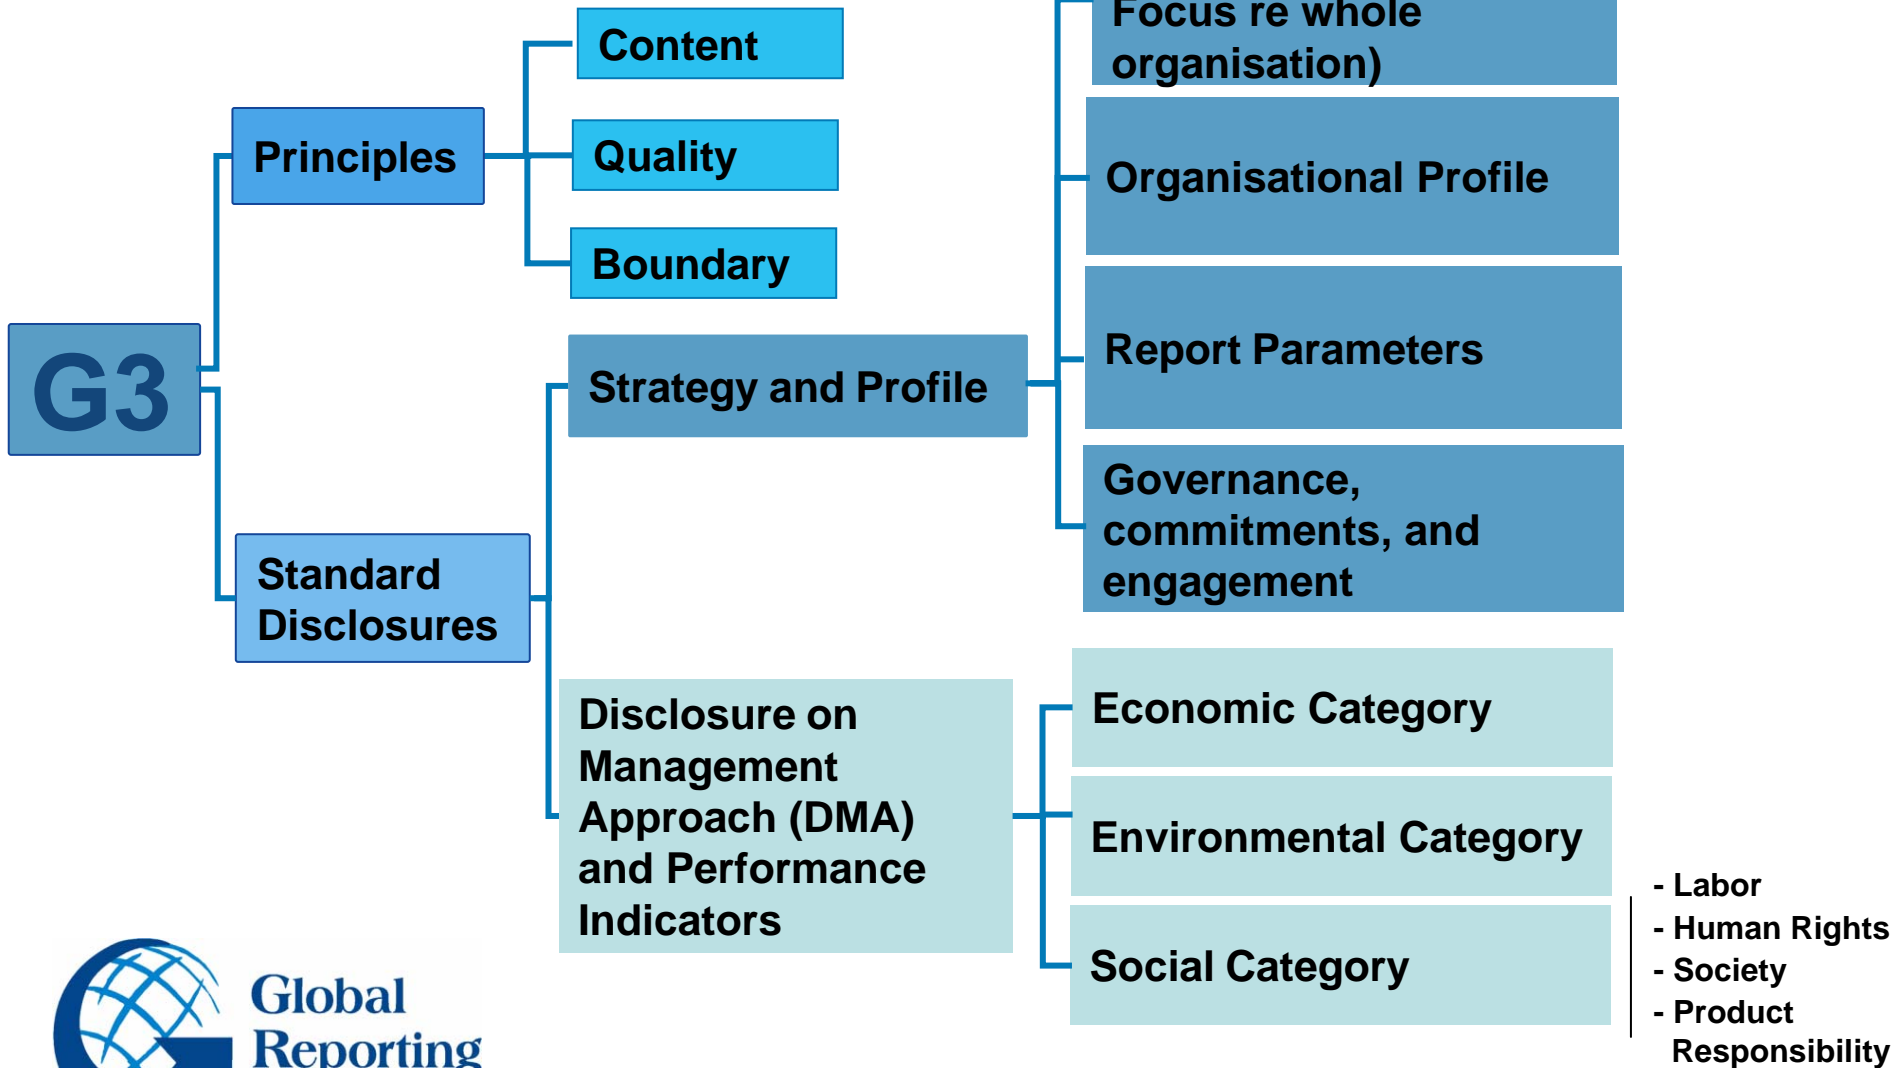 G3
Principles
Content
Quality
Boundary
Standard
Disclosures
Strategy and Profile
Focus re whole
organisation)
Organisational Profile
Report Parameters
Governance,
commitments, and
engagement
Disclosure on
Management
Approach (DMA)
and Performance
Indicators
Economic Category
Environmental Category
Social Category
- Labor
- Human Rights
- Society
- Product
Responsibility
Global
Reporting